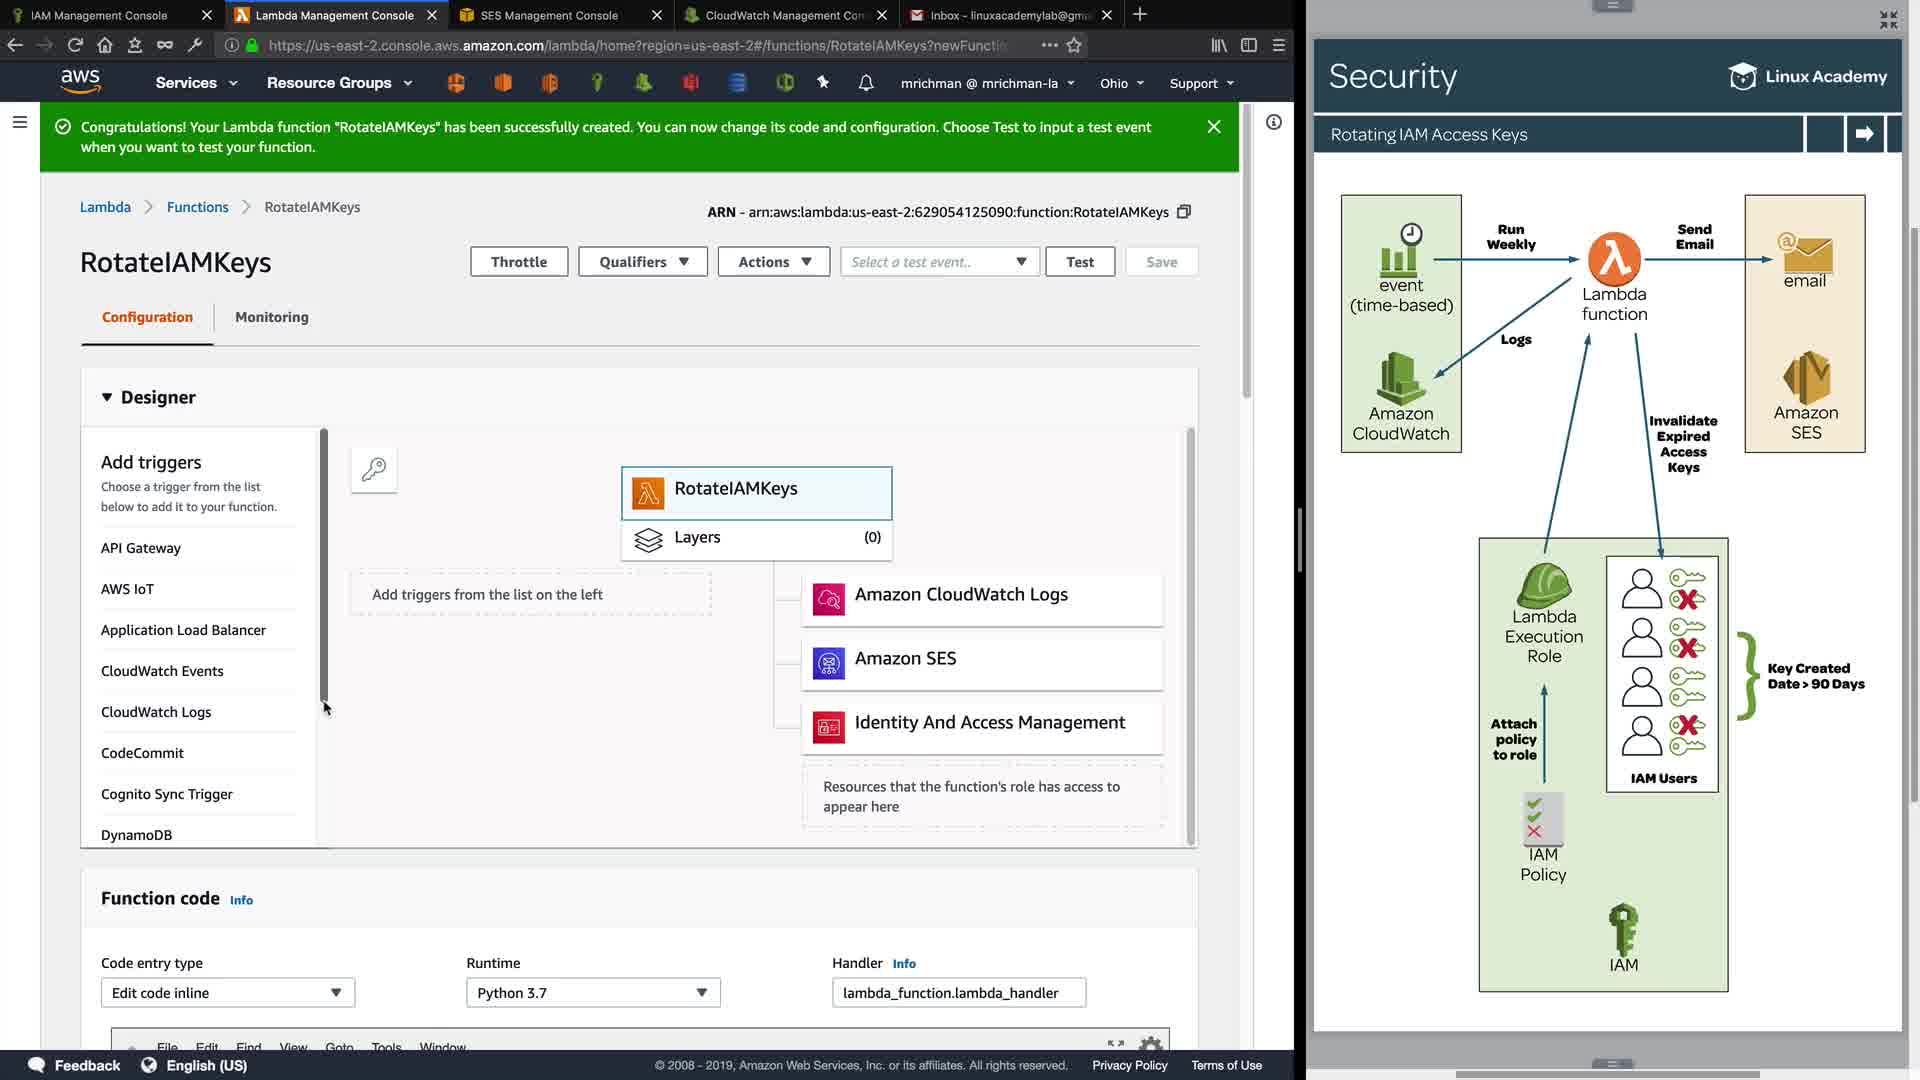 IAM Management Console
Lambda Management Console
SES Management Console
CloudWatch Management Con
Inbox - linuxacademylab@gma
https://us-east-2.console.aws.amazon.com/lambda/home?region=us-east-2#/functions/RotateIAMKeys?newFuncti
aws
Services
Resource Groups
mrichman @ mrichman-la
Ohio
Support
Congratulations! Your Lambda function "RotateIAMKeys" has been successfully created. You can now change its code and configuration. Choose Test to input a test event
when you want to test your function.
Lambda
Functions
RotateIAMKeys
ARN - arn:aws:lambda:us-east-2:629054125090:function:RotateIAMKeys
RotateIAMKeys
Throttle
Qualifiers
Actions
Select a test event..
Test
Save
Configuration
Monitoring
Designer
Add triggers
Choose a trigger from the list
below to add it to your function.
API Gateway
AWS IoT
Application Load Balancer
CloudWatch Events
CloudWatch Logs
CodeCommit
Cognito Sync Trigger
DynamoDB
RotateIAMKeys
Layers
(0)
Add triggers from the list on the left
Amazon CloudWatch Logs
Amazon SES
Identity And Access Management
Resources that the function's role has access to
appear here
Function code Info
Code entry type
Edit code inline
Runtime
Python 3.7
Handler Info
lambda_function.lambda_handler
File Edit Find View Goto Tools Window
Feedback
English (US)
© 2008 - 2019, Amazon Web Services, Inc. or its affiliates. All rights reserved.
Privacy Policy
Terms of Use
Security
Linux Academy
Rotating IAM Access Keys
event
(time-based)
Run
Weekly
Lambda
function
Send
Email
@
email
Logs
Amazon
CloudWatch
Amazon
SES
Invalidate
Expired
Access
Keys
Lambda
Execution
Role
Key Created
Date > 90 Days
Attach
policy
to role
IAM Users
IAM
Policy
IAM